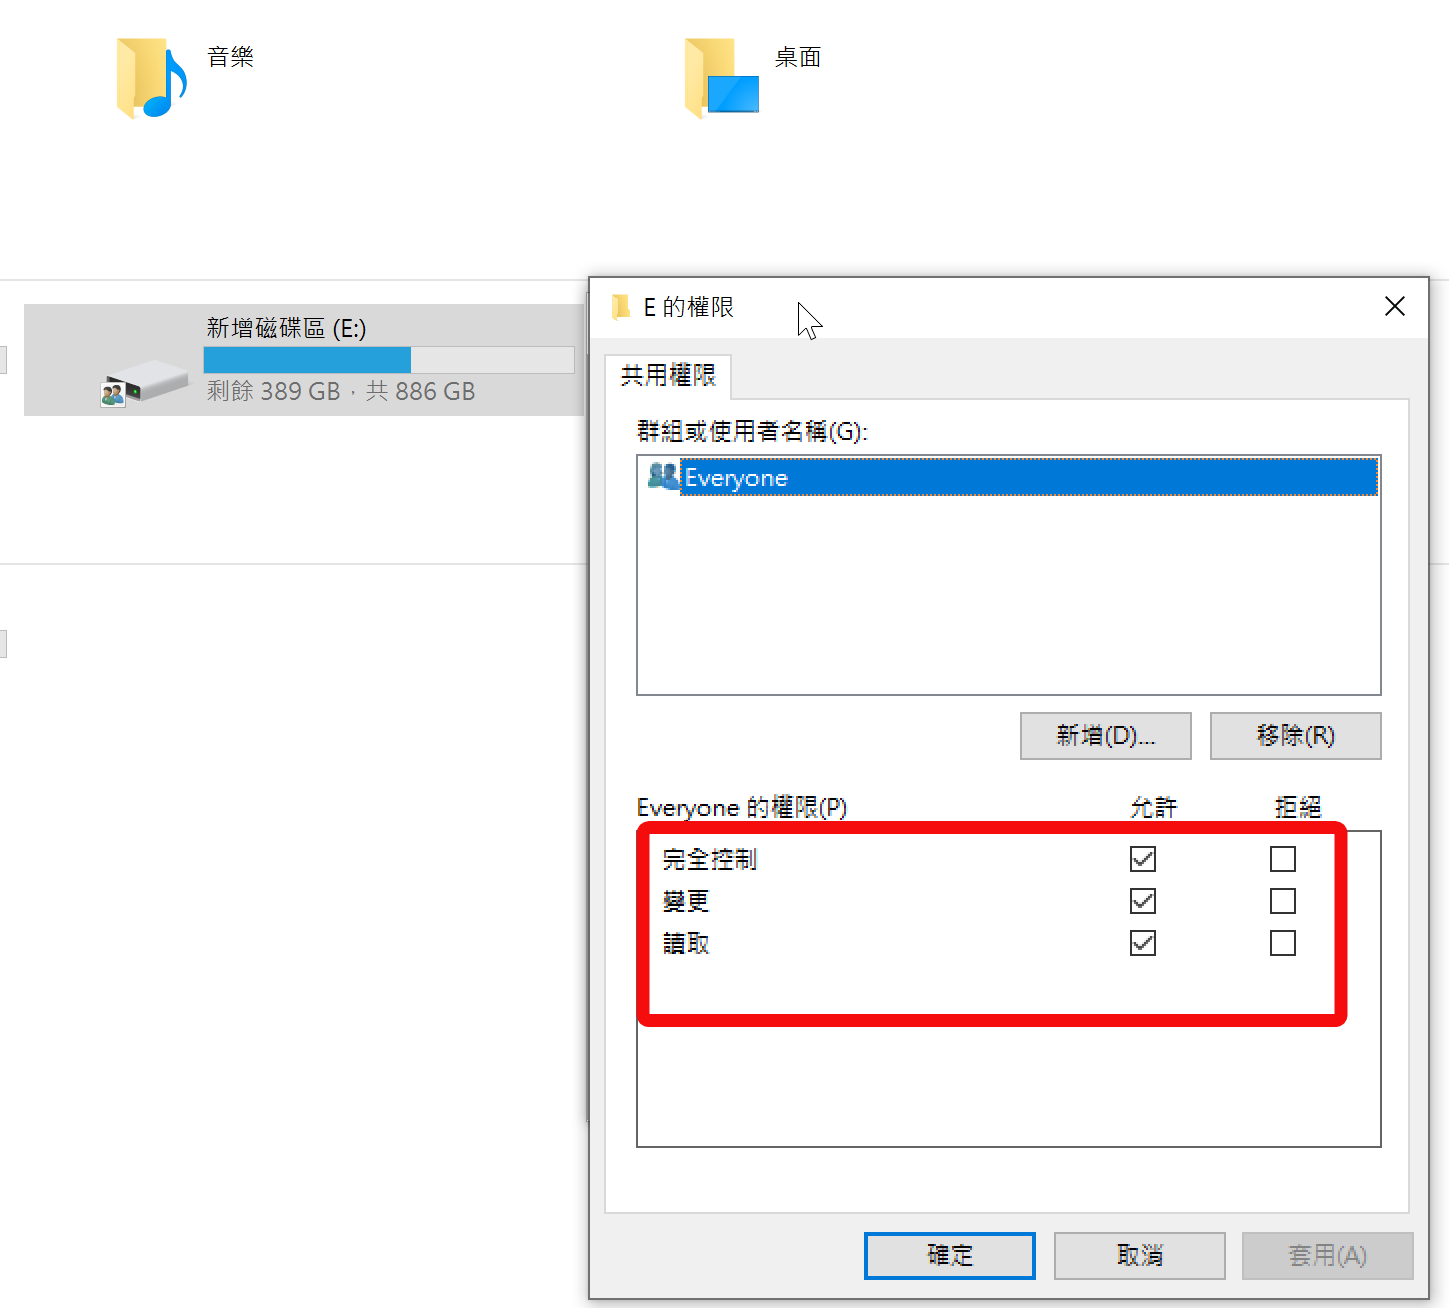 音樂
桌面
新增磁碟區 (E:)
剩餘 389 GB，共 886 GB
E 的權限
共用權限
群組或使用者名稱(G):
Everyone
新增(D)...
移除(R)
Everyone 的權限(P)
允許
拒絕
完全控制
變更
讀取
確定
取消
套用(A)